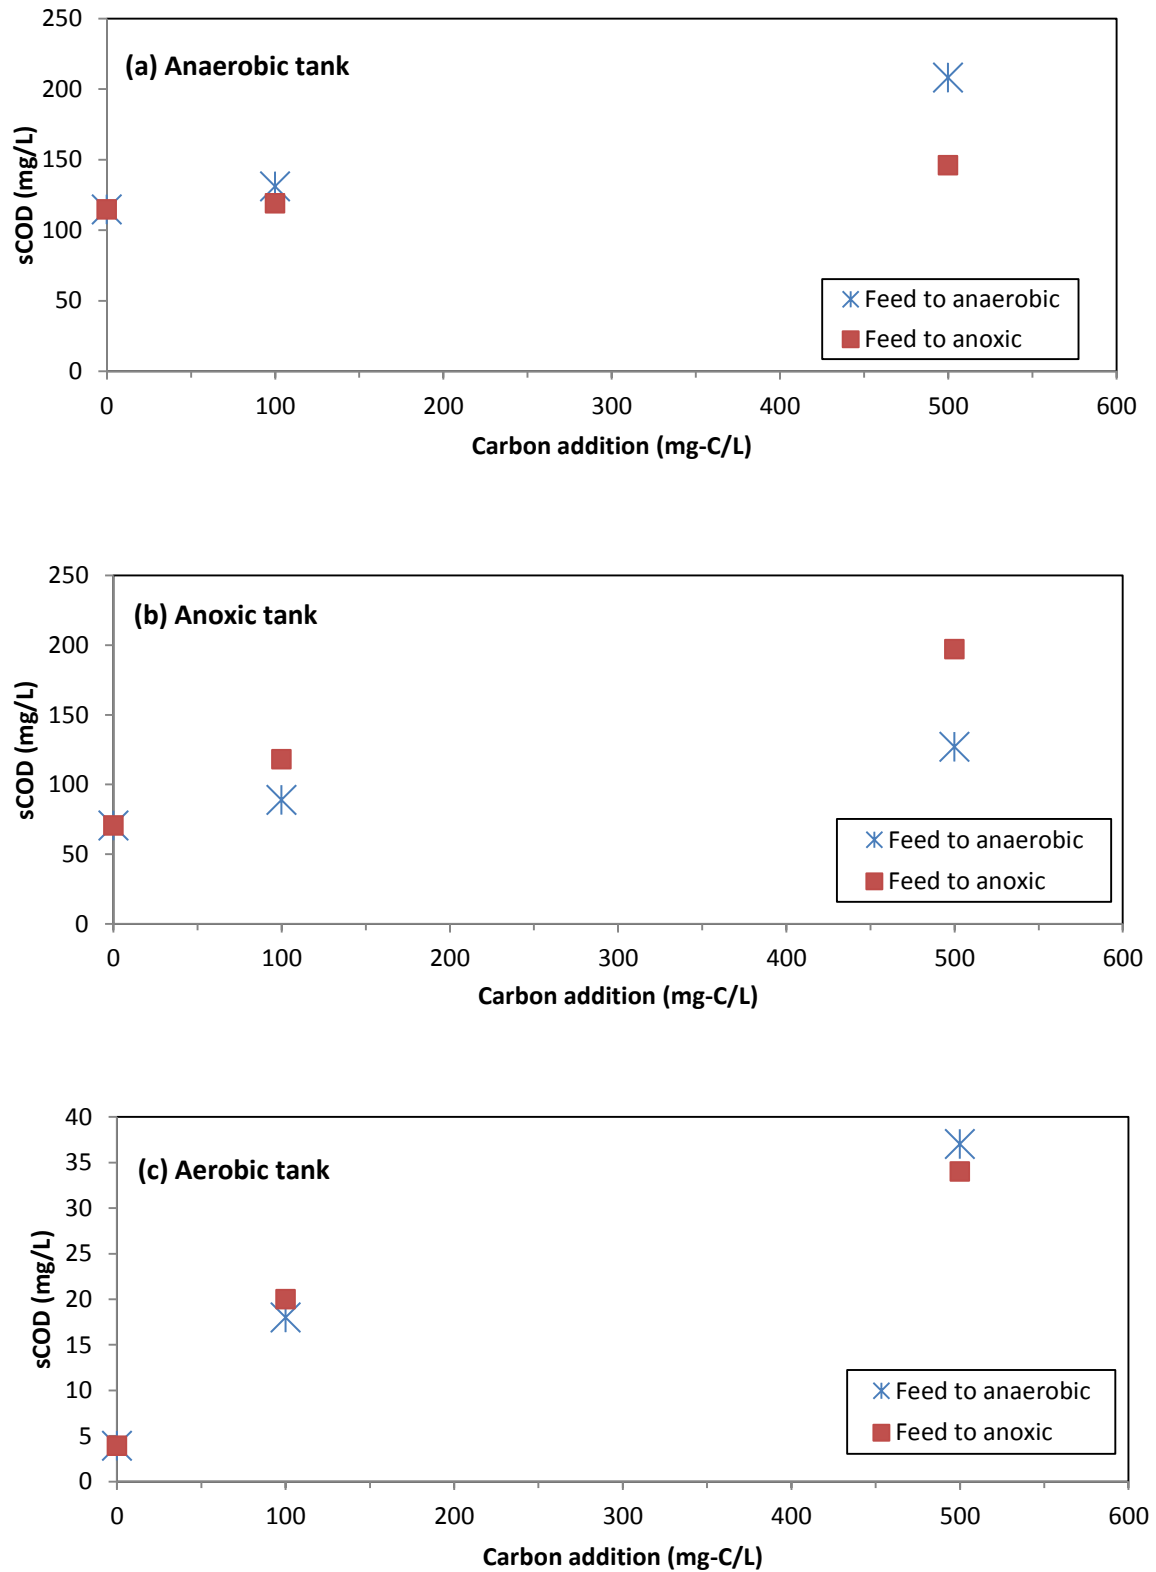 250
200
150
100
50
0
sCOD (mg/L)
(a) Anaerobic tank
Feed to anaerobic
Feed to anoxic
0 100 200 300 400 500 600
Carbon addition (mg-C/L)
250
200
150
100
50
0
sCOD (mg/L)
(b) Anoxic tank
Feed to anaerobic
Feed to anoxic
0 100 200 300 400 500 600
Carbon addition (mg-C/L)
40
35
30
25
20
15
10
5
0
sCOD (mg/L)
(c) Aerobic tank
Feed to anaerobic
Feed to anoxic
0 100 200 300 400 500 600
Carbon addition (mg-C/L)